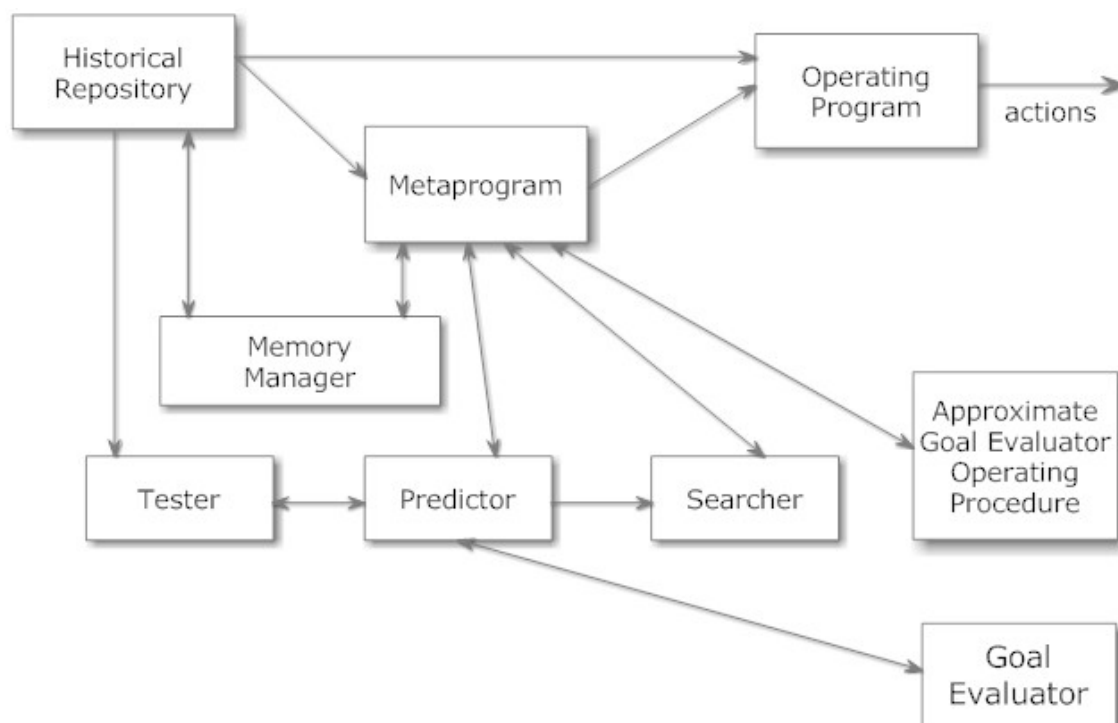 Historical
Repository
Operating
Program
actions
Metaprogram
Memory
Manager
Approximate
Goal Evaluator
Operating
Procedure
Tester
Predictor
Searcher
Goal
Evaluator